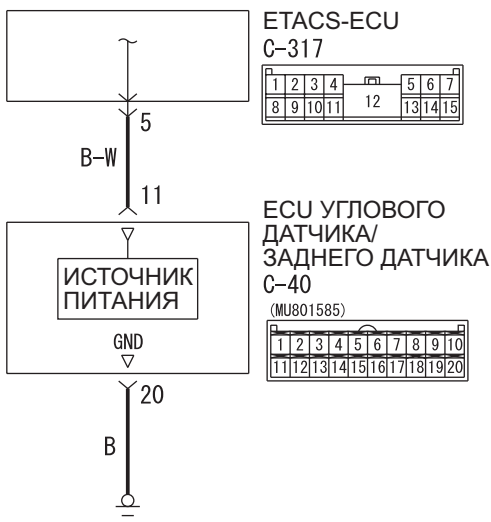 ETACS-ECU
C-317
1 2 3 4 5 6 7
8 9 10 11 12 13 14 15
5
B-W
11
ECU УГЛОВОГО
ДАТЧИКА/
ЗАДНЕГО ДАТЧИКА
C-40
(MU801585)
1 2 3 4 5 6 7 8 9 10
11 12 13 14 15 16 17 18 19 20
ИСТОЧНИК
ПИТАНИЯ
GND
20
B